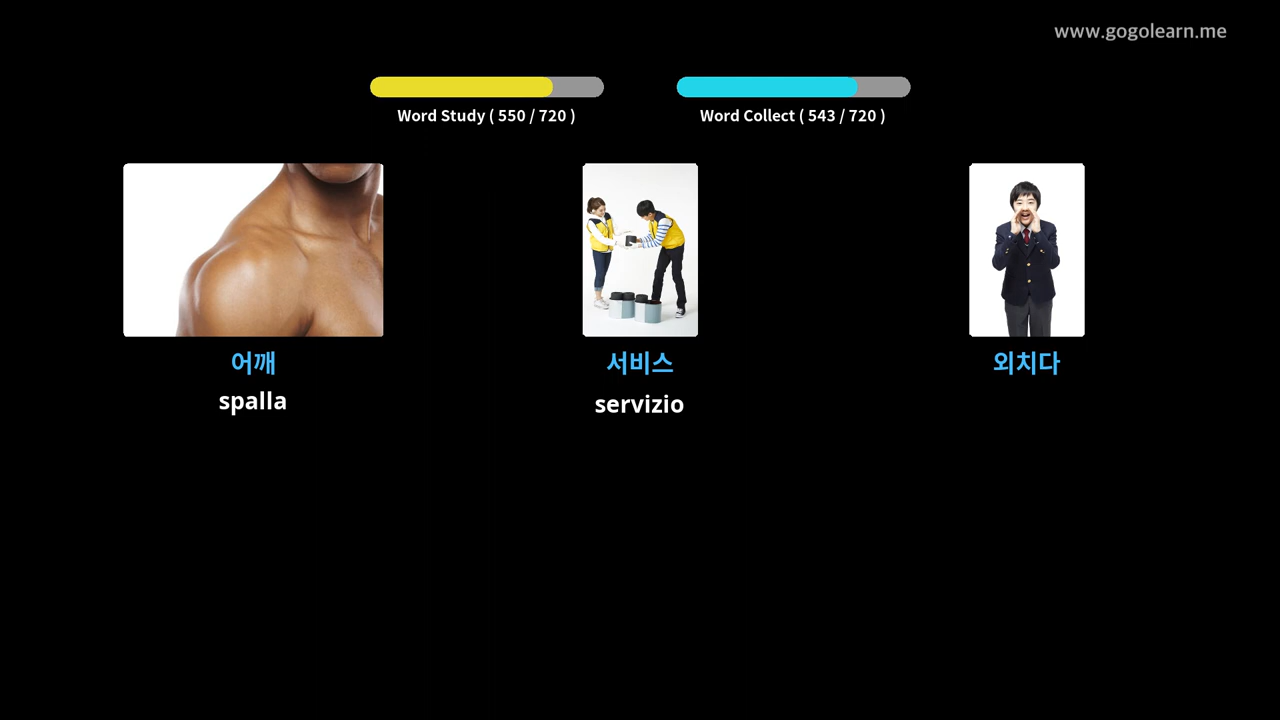 www.gogolearn.me
Word Study ( 550 / 720 )
Word Collect ( 543 / 720 )
어깨
서비스
외치다
spalla
servizio